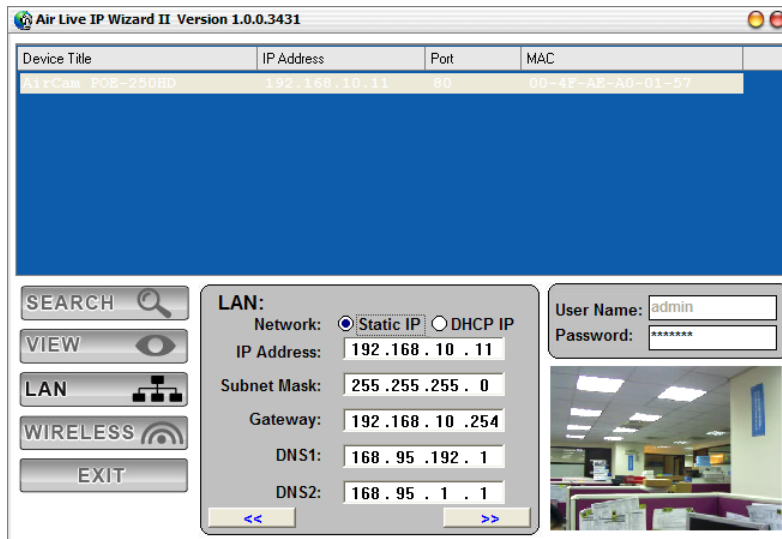 Air Live IP Wizard II Version 1.0.0.3431
Device Title IP Address Port MAC
AirCam POE-250HD 192.168.10.11 80 00-4F-AE-A0-01-57
SEARCH
VIEW
LAN
WIRELESS
EXIT
LAN:
Network: Static IP DHCP IP
IP Address: 192.168.10.11
Subnet Mask: 255.255.255.0
Gateway: 192.168.10.254
DNS1: 168.95.192.1
DNS2: 168.95.1.1
<< >>
User Name: admin
Password: *******